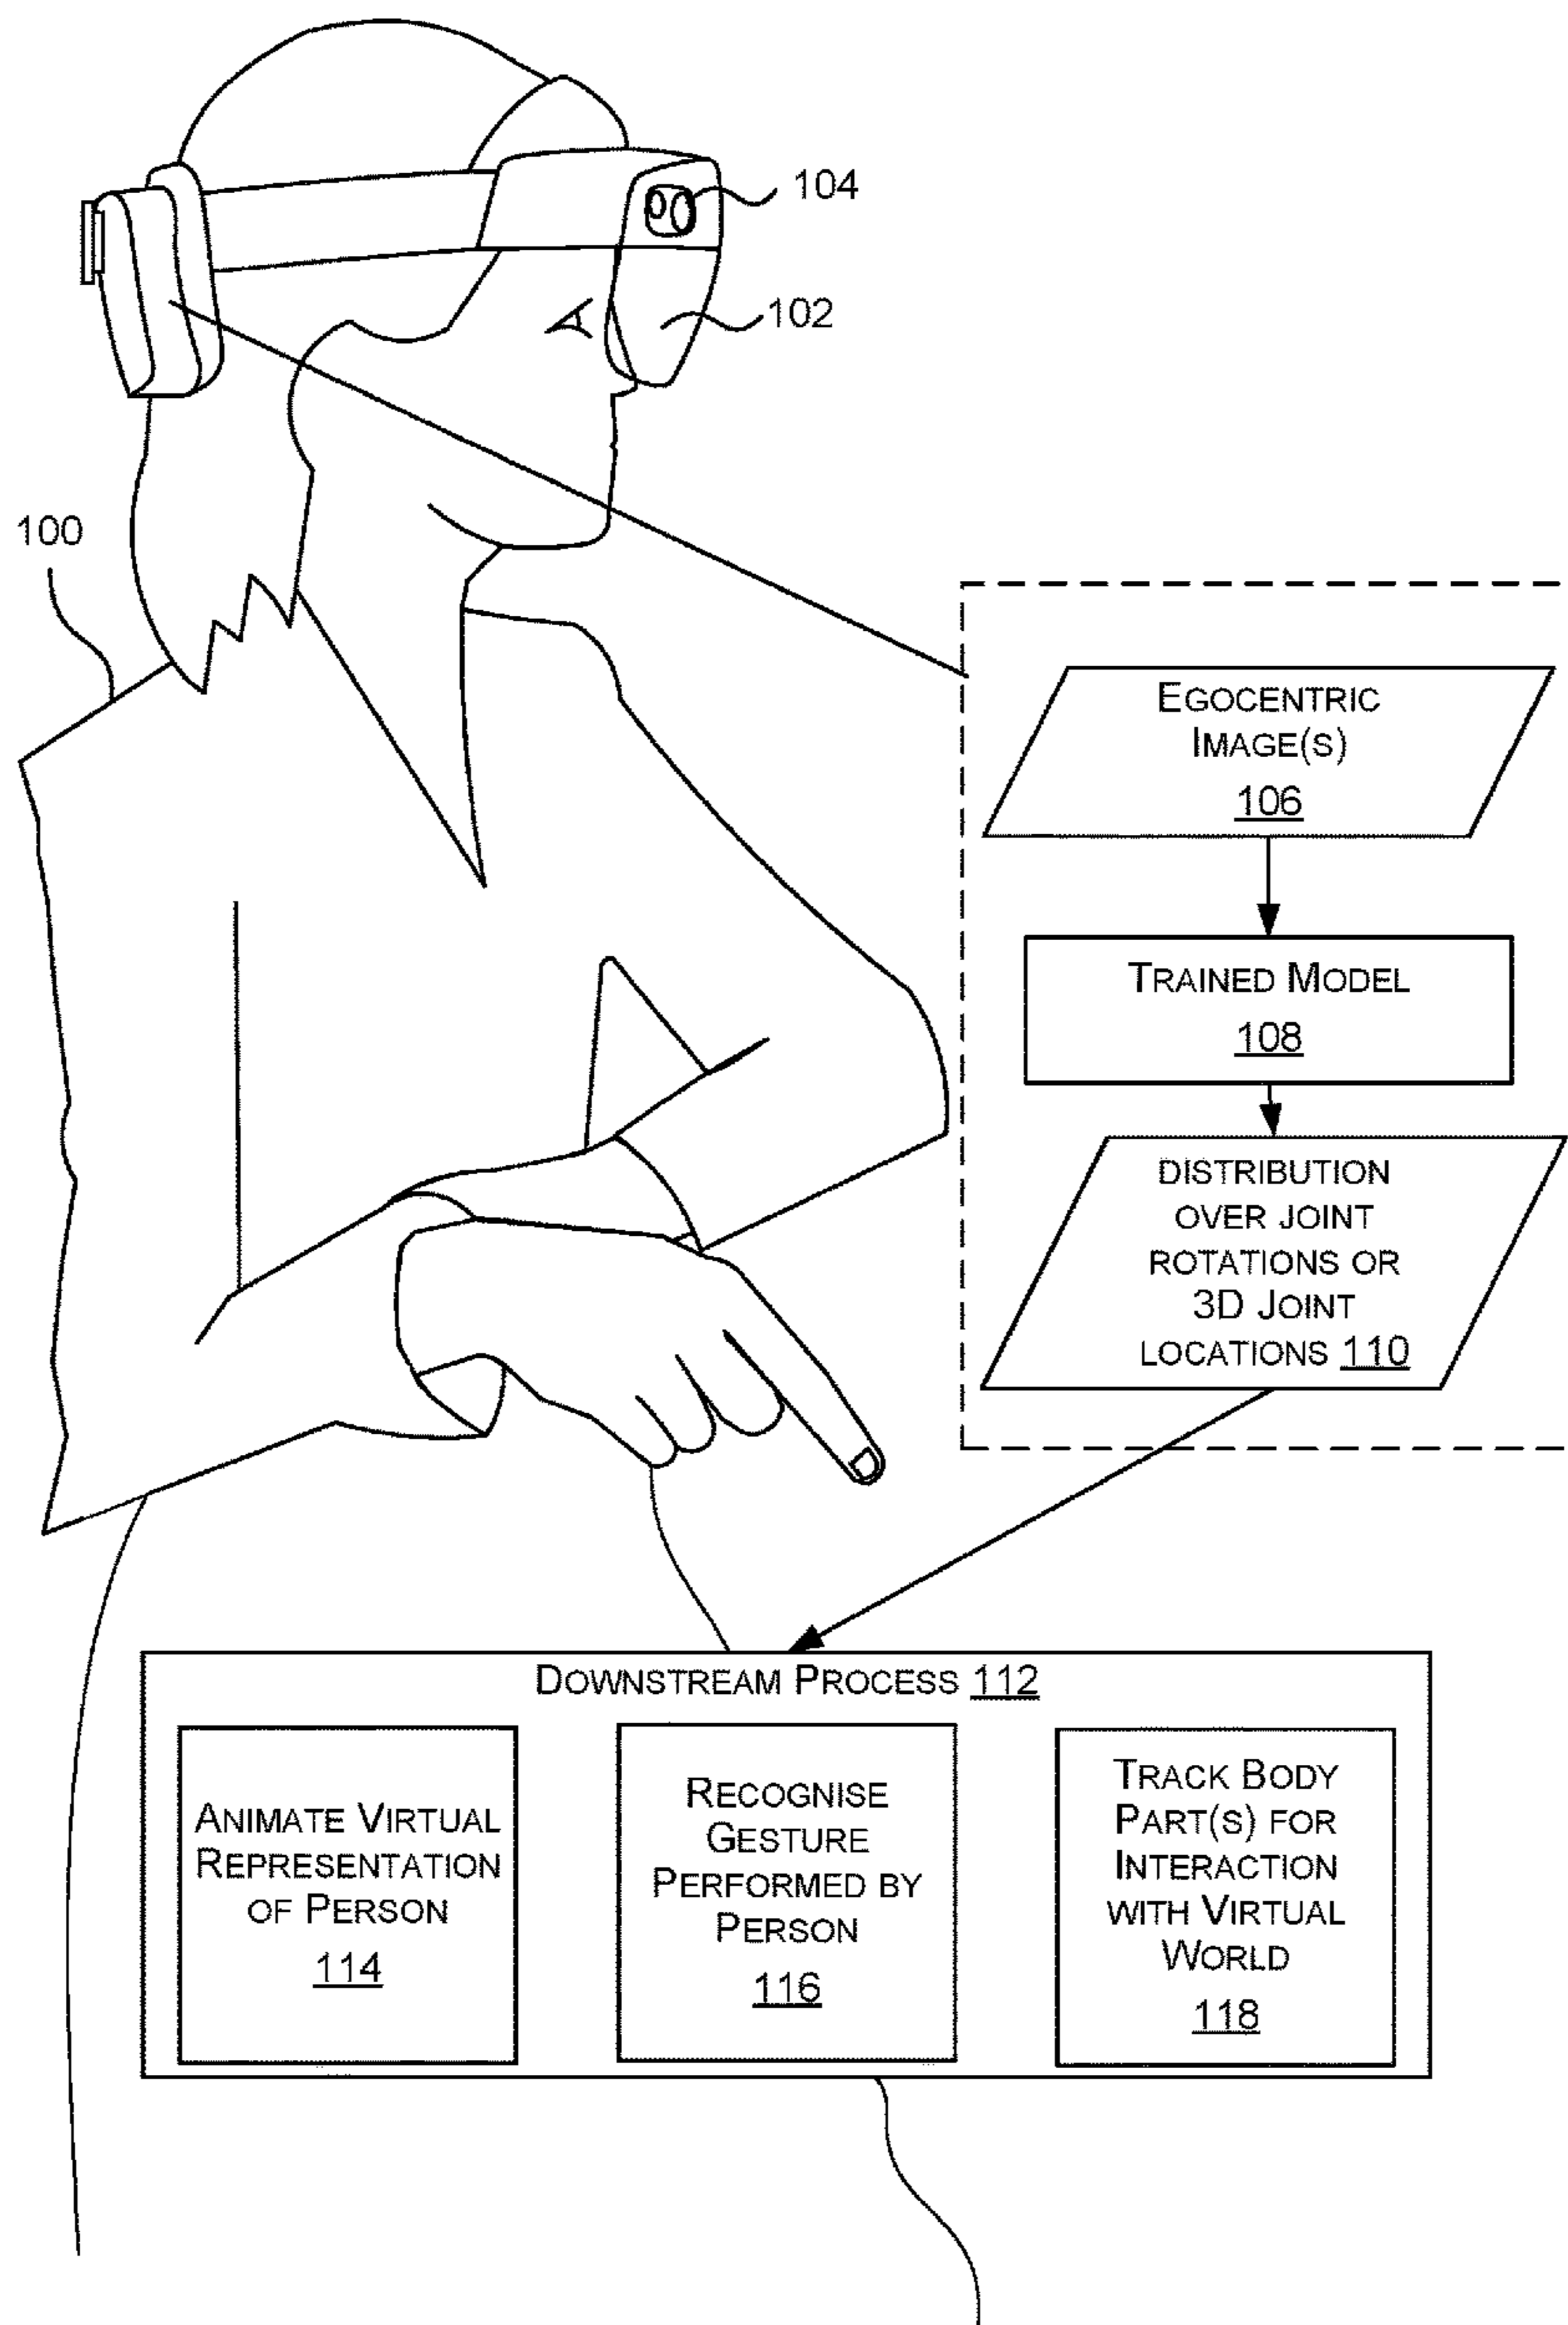 104
102
100
EGOCENTRIC
IMAGE(S)
106
TRAINED MODEL
108
DISTRIBUTION
OVER JOINT
ROTATIONS OR
3D JOINT
LOCATIONS 110
DOWNSTREAM PROCESS 112
ANIMATE VIRTUAL
REPRESENTATION
OF PERSON
114
RECOGNISE
GESTURE
PERFORMED BY
PERSON
116
TRACK BODY
PART(S) FOR
INTERACTION
WITH VIRTUAL
WORLD
118